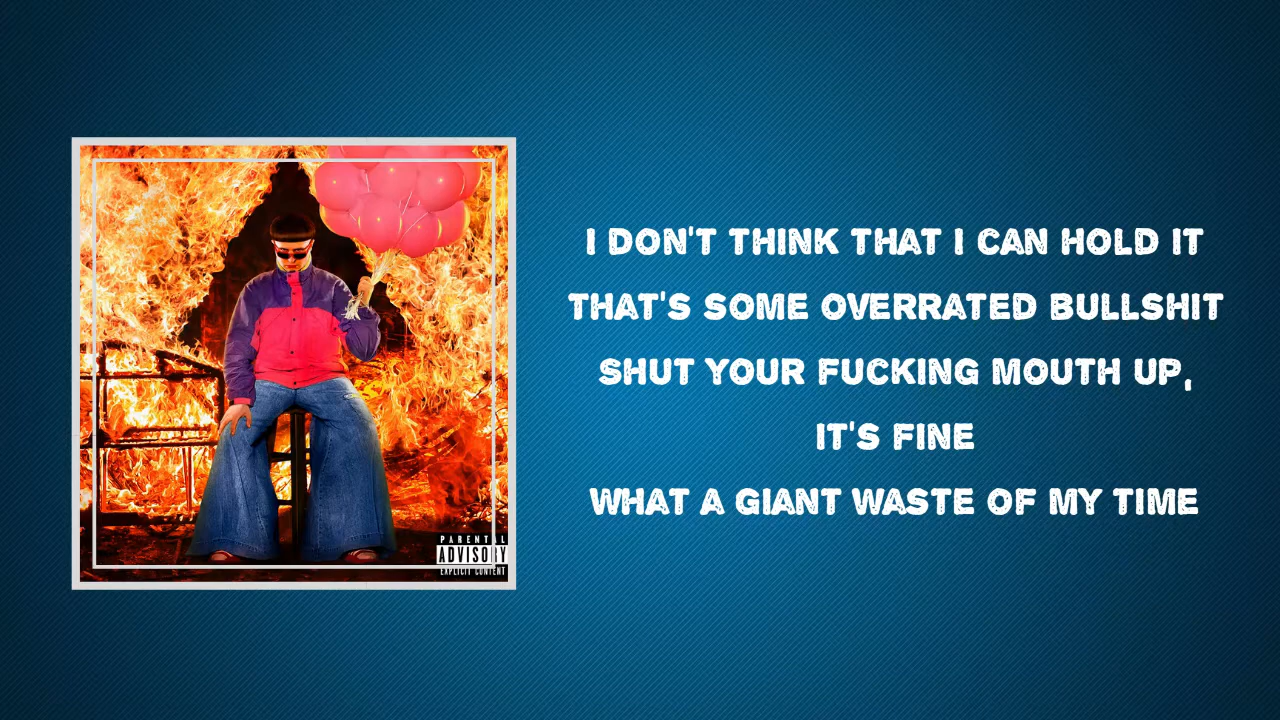 PARENTAL
ADVISORY
EXPLICIT CONTENT
I DON'T THINK THAT I CAN HOLD IT
THAT'S SOME OVERRATED BULLSHIT
SHUT YOUR FUCKING MOUTH UP,
IT'S FINE
WHAT A GIANT WASTE OF MY TIME